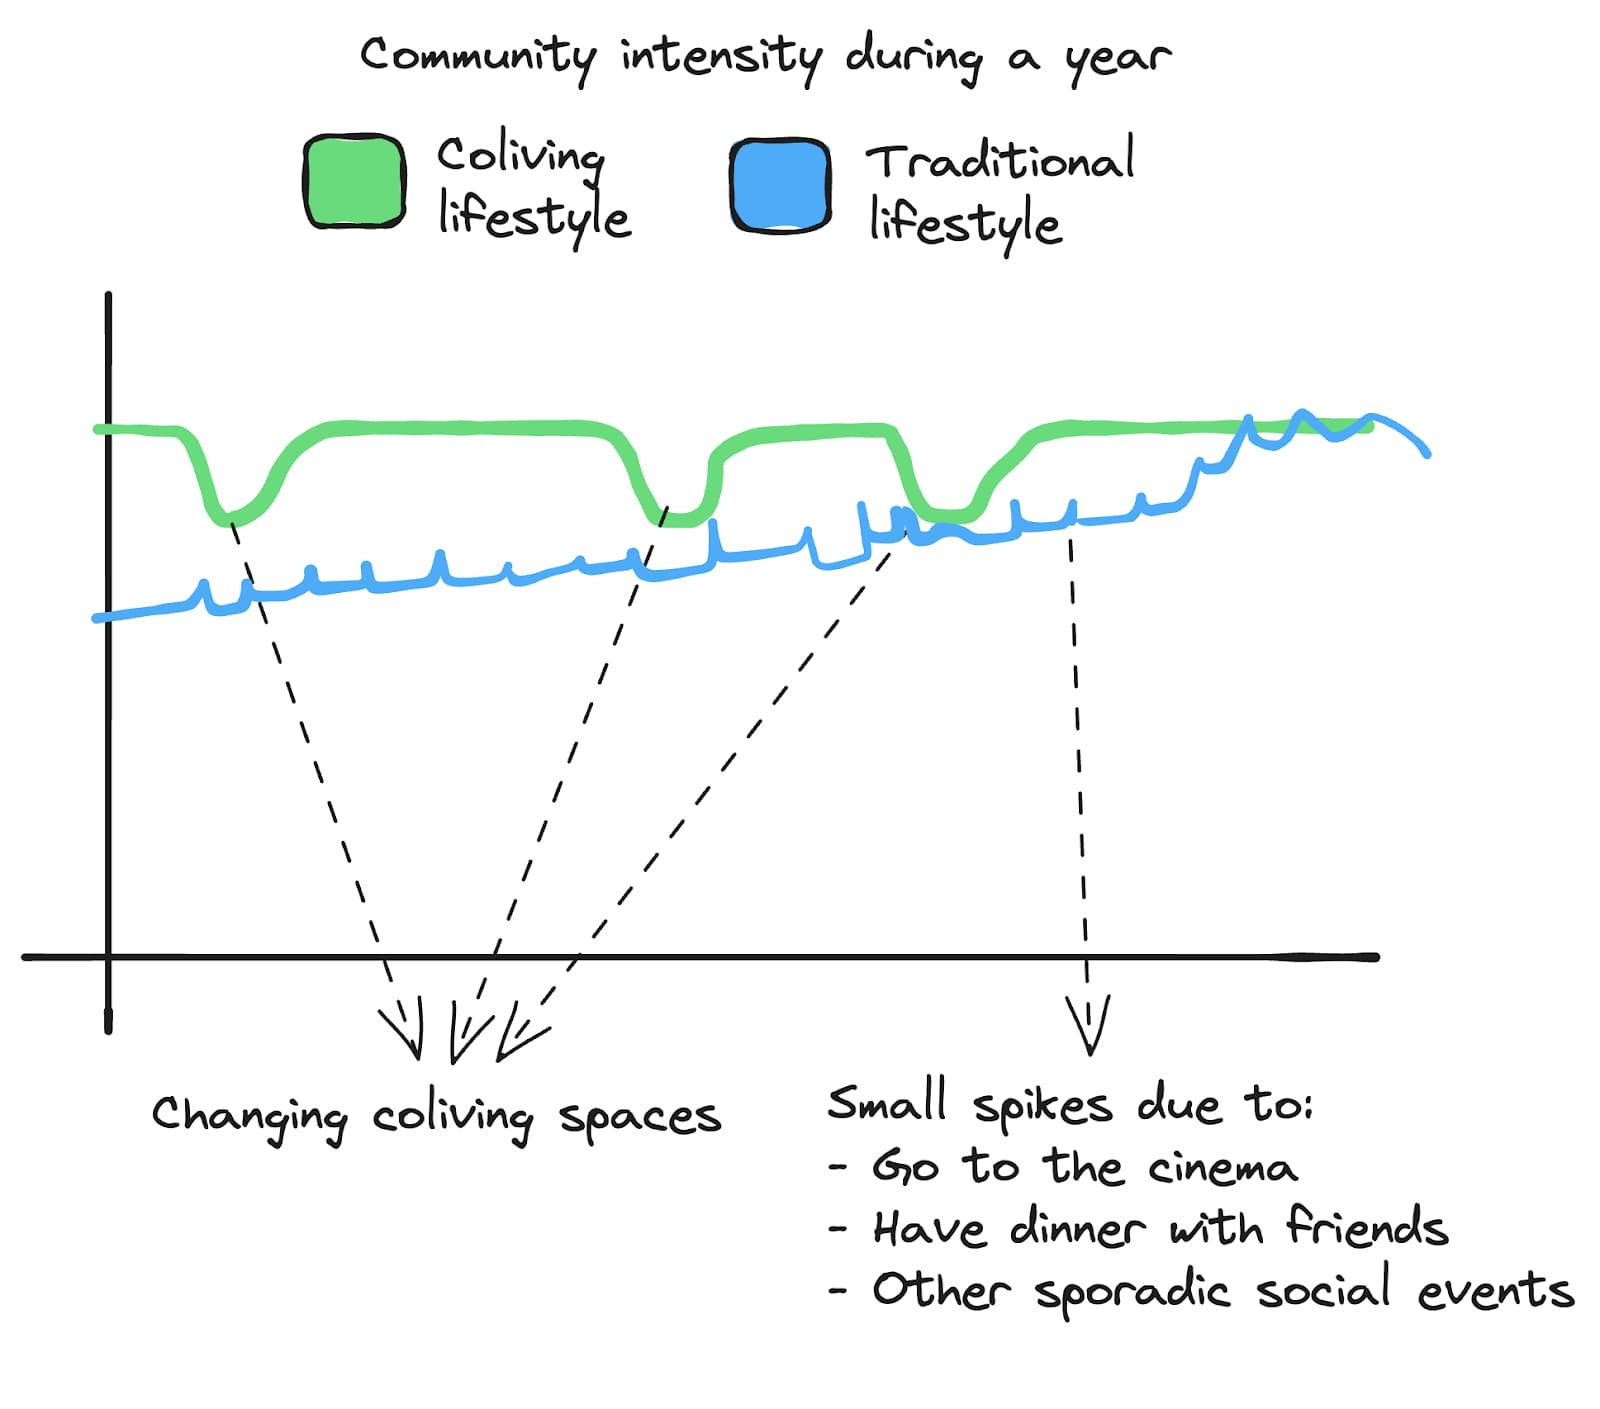 Community intensity during a year
Coliving
lifestyle
Traditional
lifestyle
Changing coliving spaces
Small spikes due to:
- Go to the cinema
- Have dinner with friends
- Other sporadic social events